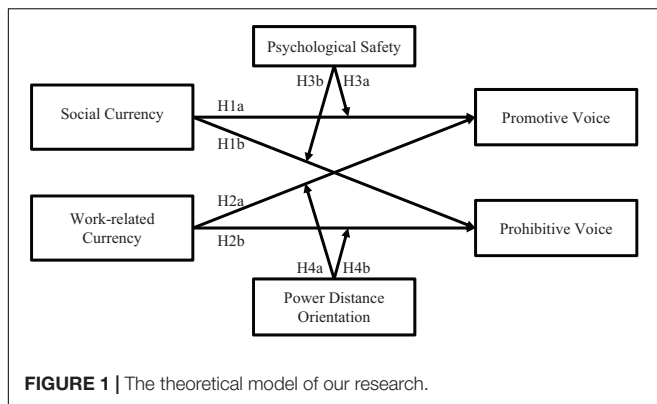 Psychological Safety
H3b H3a
Social Currency
H1a
Promotive Voice
H1b
Work-related
Currency
H2a
H2b
Prohibitive Voice
H4a H4b
Power Distance
Orientation
FIGURE 1 | The theoretical model of our research.